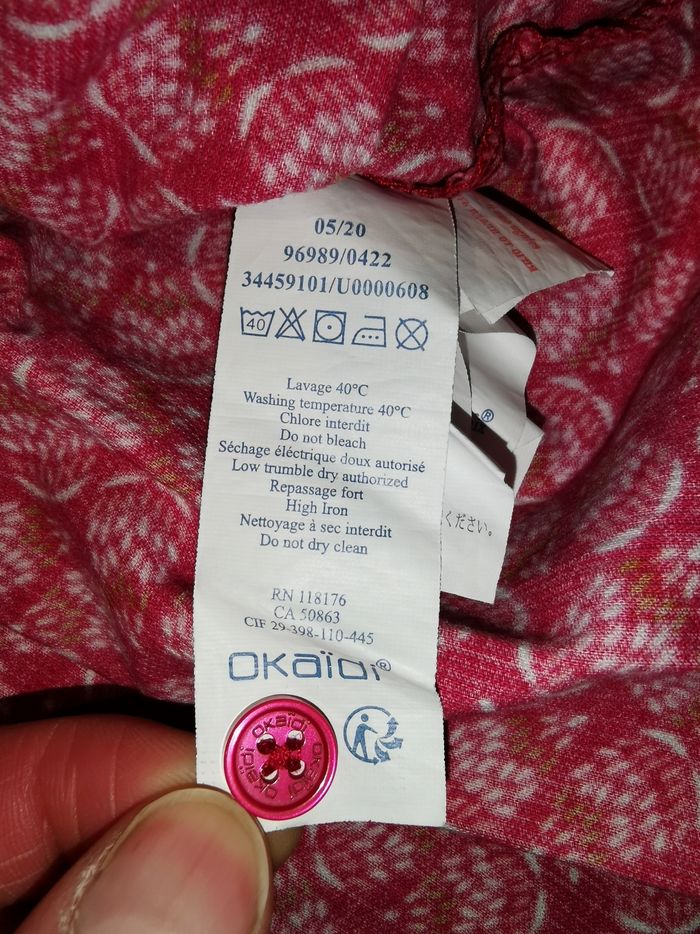 05/20
96989/0422
34459101/U0000608
40
Lavage 40°C
Washing temperature 40°C
Chlore interdit
Do not bleach
Séchage éléctrique doux autorisé
Low trumble dry authorized
Repassage fort
High Iron
Nettoyage à sec interdit
Do not dry clean
RN 118176
CA 50863
CIF 29-398-110-445
OKaïDi®
OKaïDi
OKaïDi
OKaïDi
®
ください。